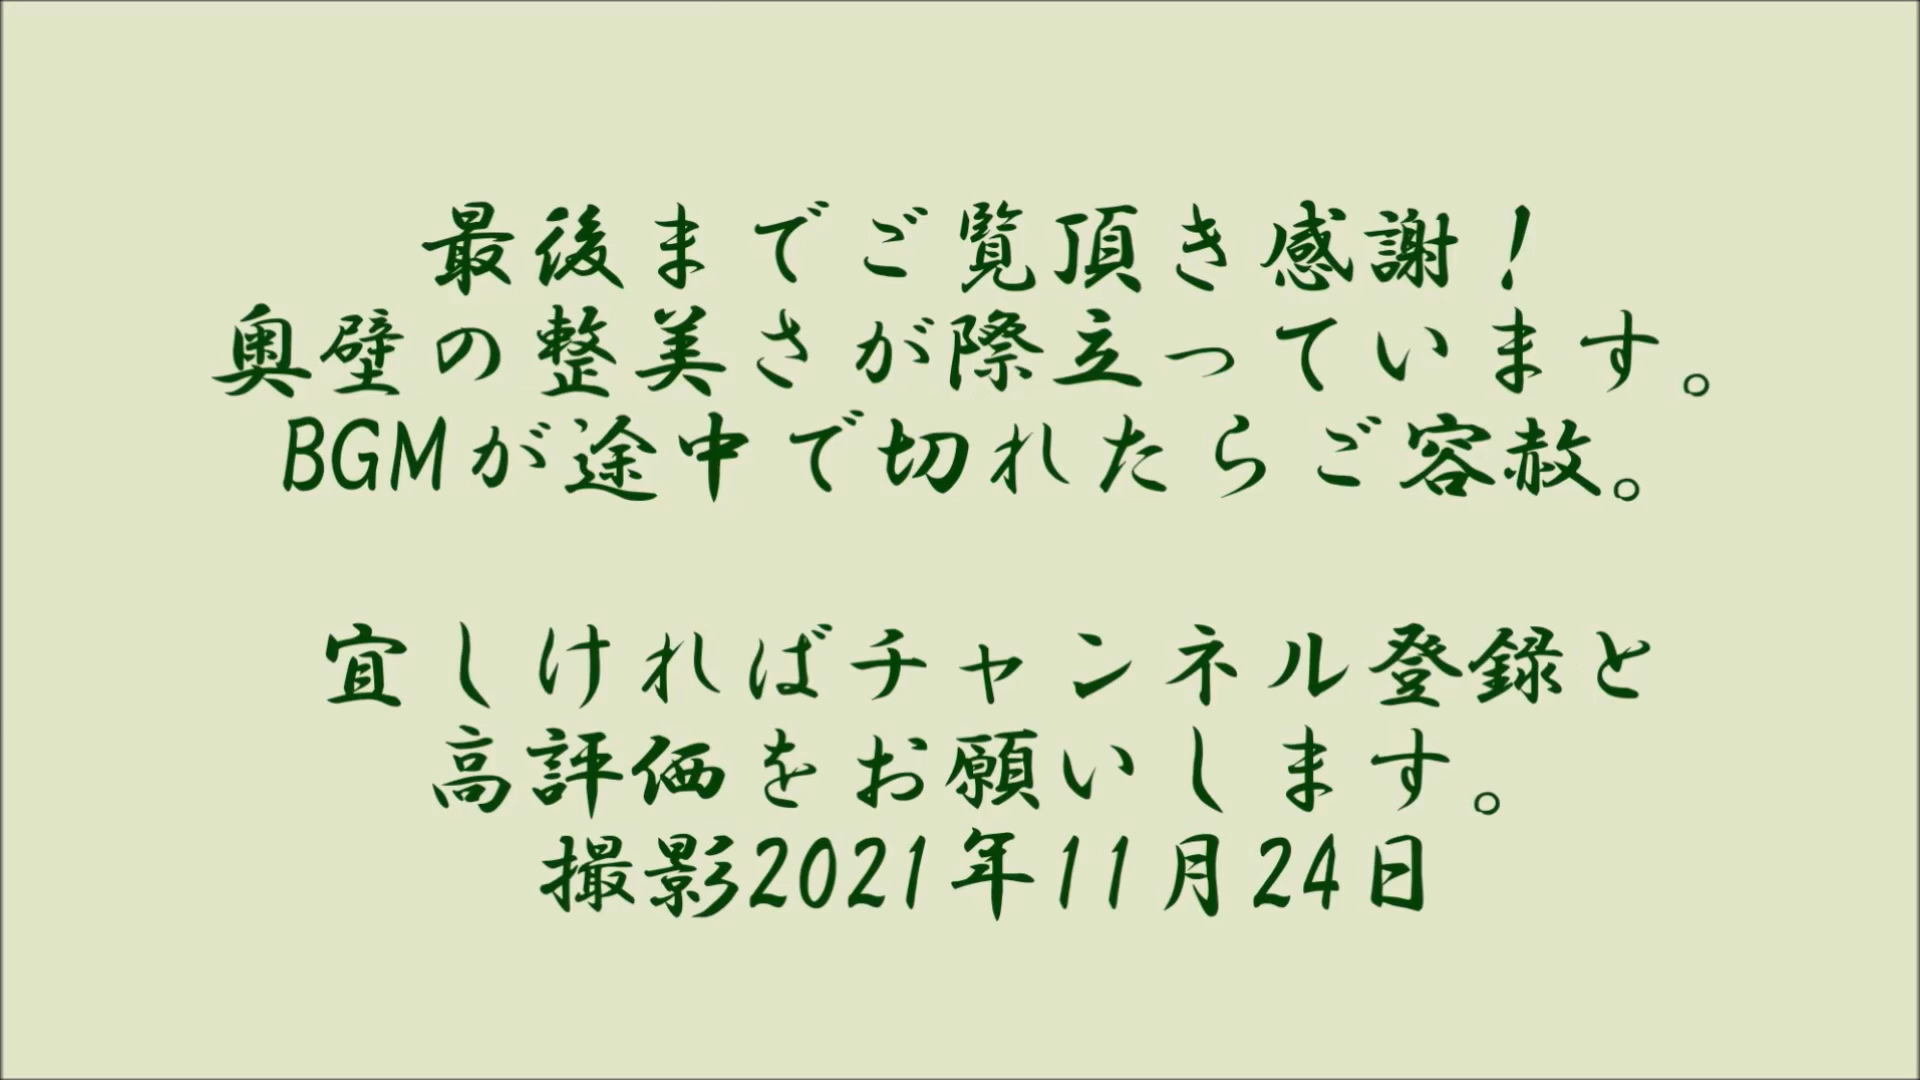 最後までご覧頂き感謝！
奥壁の整美さが際立っています。
BGMが途中で切れたらご容赦。
宜しければチャンネル登録と
高評価をお願いします。
撮影2021年11月24日